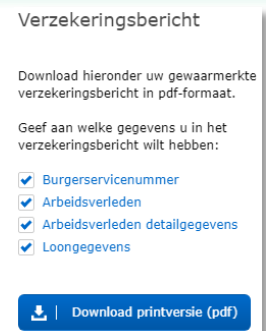 Verzekeringsbericht
Download hieronder uw gewaarmerkte
verzekeringsbericht in pdf-formaat.
Geef aan welke gegevens u in het
verzekeringsbericht wilt hebben:
Burgerservicenummer
Arbeidsverleden
Arbeidsverleden detailgegevens
Loongegevens
Download printversie (pdf)